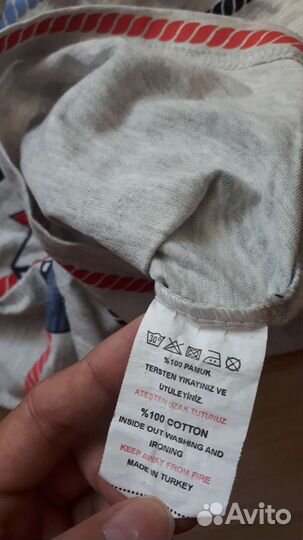 30°
%100 PAMUK
TERSTEN YIKAYINIZ VE
ÜTÜLEYİNİZ
ATEŞTEN UZAK TUTUNUZ
%100 COTTON
INSIDE OUT WASHING AND
IRONING
KEEP AWAY FROM FIRE
MADE IN TURKEY
Avito